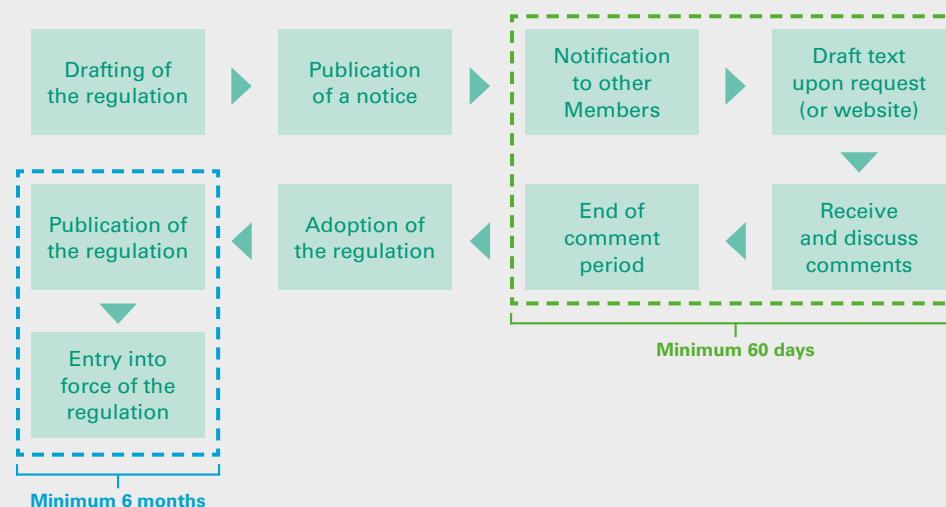 Drafting of
the regulation
Publication
of a notice
Notification
to other
Members
Draft text
upon request
(or website)
Receive
and discuss
comments
End of
comment
period
Adoption of
the regulation
Publication of
the regulation
Entry into
force of the
regulation
Minimum 60 days
Minimum 6 months